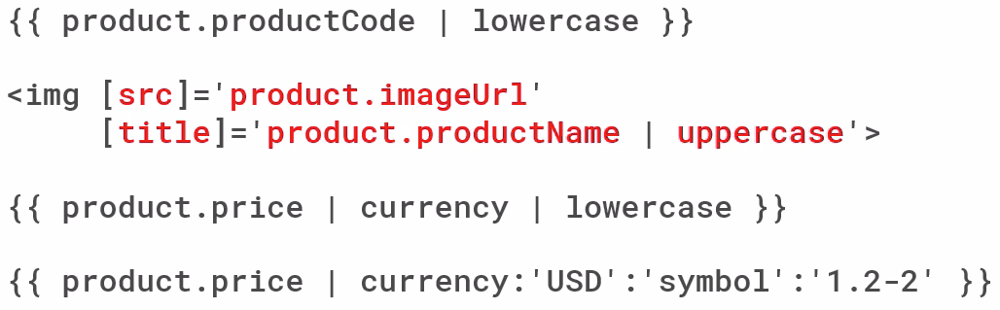 {{ product.productCode | lowercase }}
<img [src]='product.imageUrl'
[title]='product.productName | uppercase'>
{{ product.price | currency | lowercase }}
{{ product.price | currency:'USD':'symbol':'1.2-2' }}